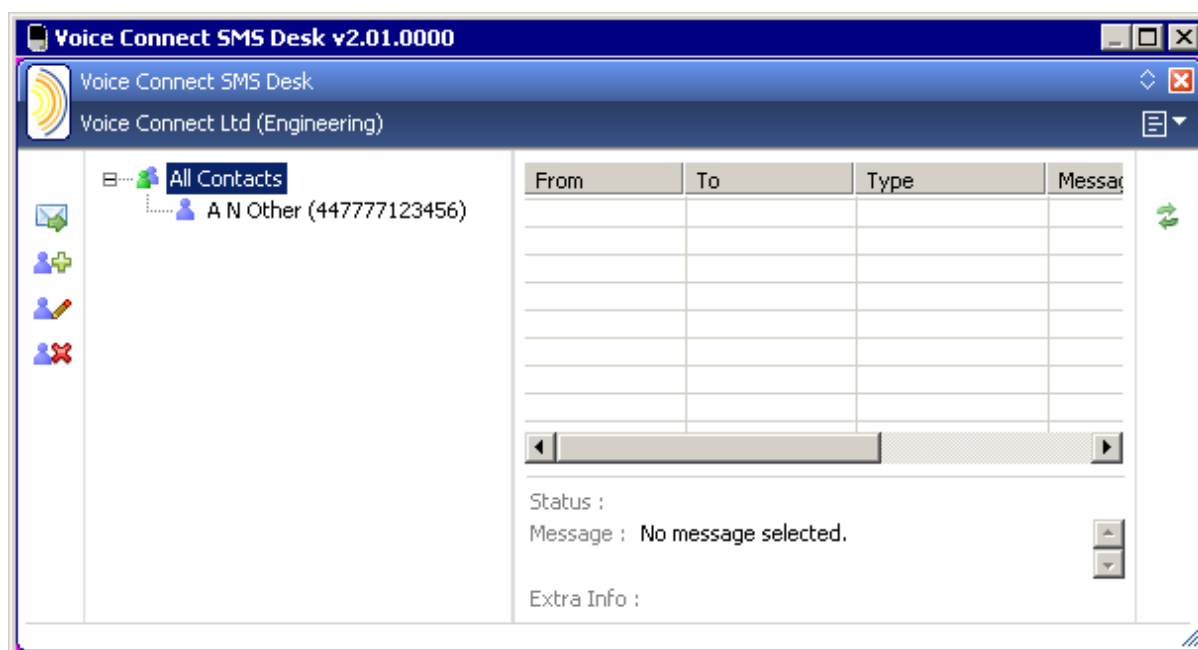 Voice Connect SMS Desk v2.01.0000
Voice Connect SMS Desk
Voice Connect Ltd (Engineering)
All Contacts
A N Other (447777123456)
From To Type Messag
Status :
Message : No message selected.
Extra Info :